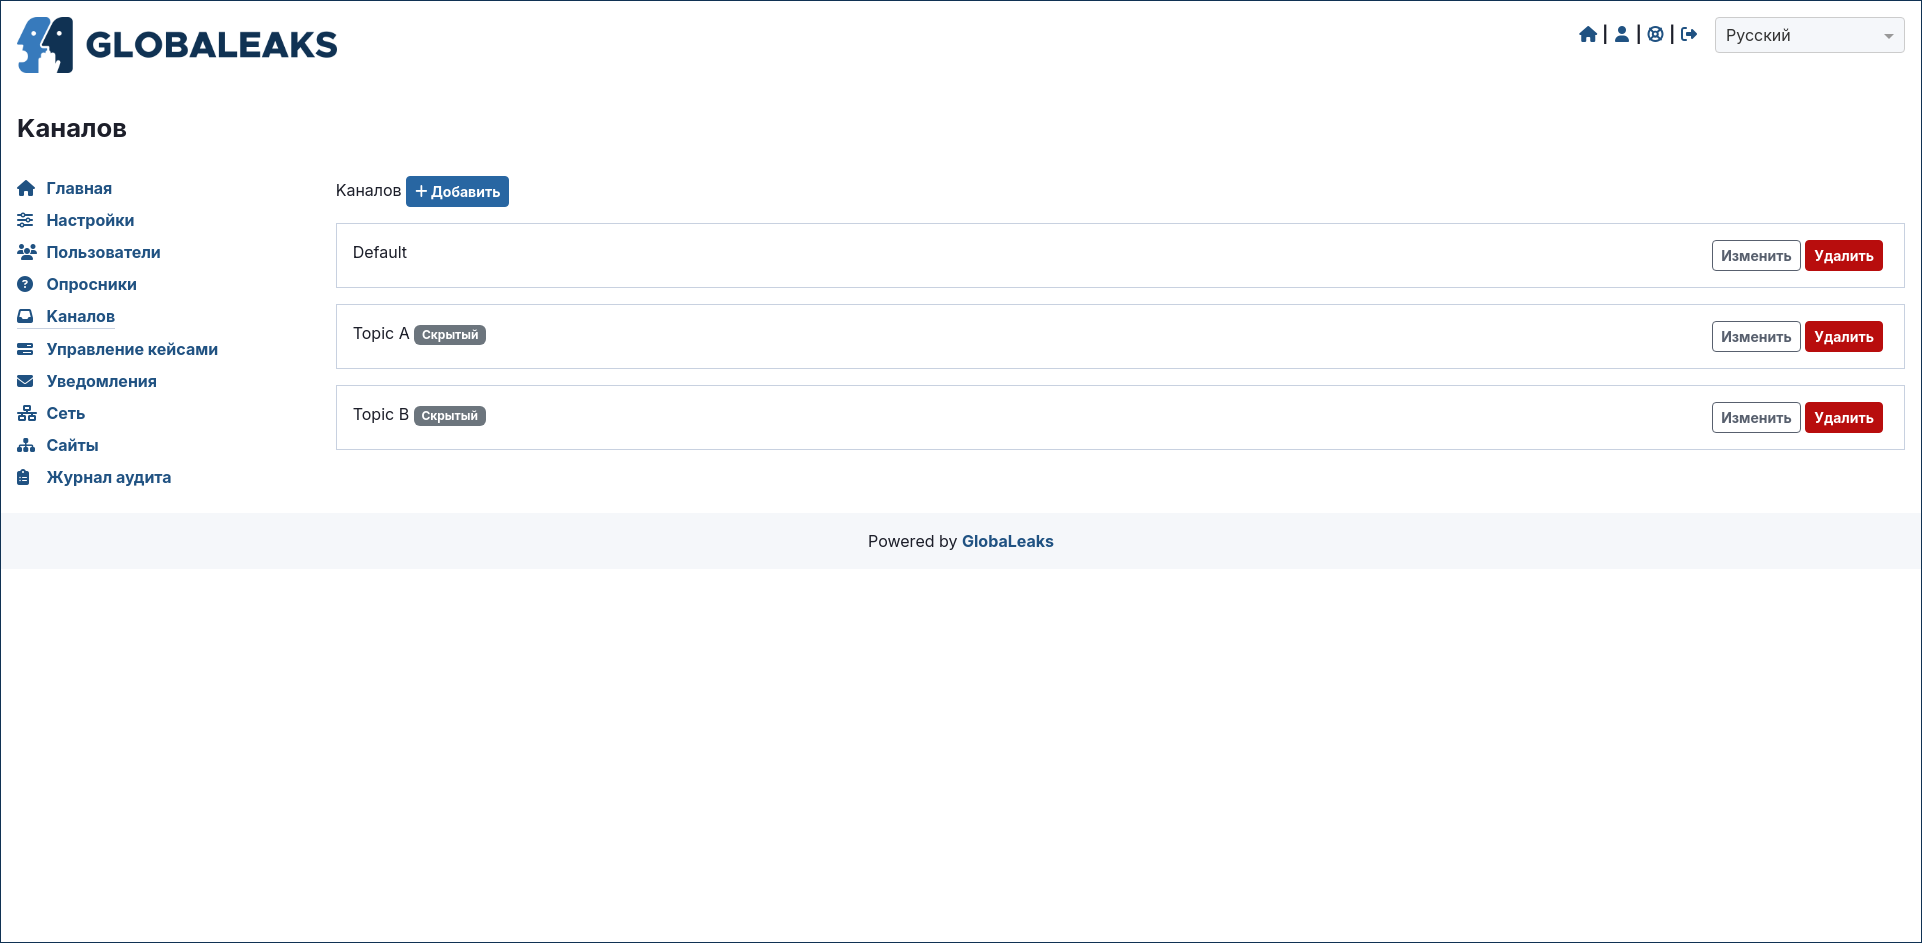 GLOBALEAKS
Русский
Каналов
Главная
Настройки
Пользователи
Опросники
Каналов
Управление кейсами
Уведомления
Сеть
Сайты
Журнал аудита
Каналов Добавить
Default Изменить Удалить
Topic A Скрытый Изменить Удалить
Topic B Скрытый Изменить Удалить
Powered by GlobaLeaks